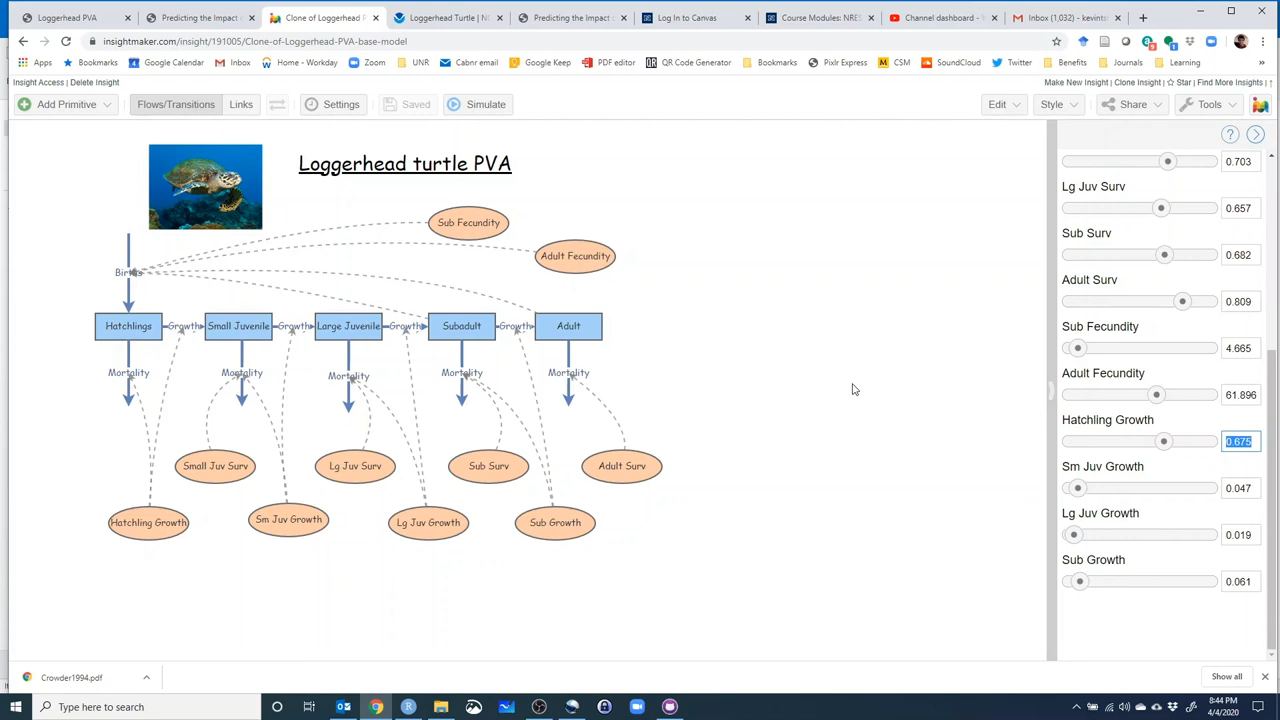 Loggerhead PVA
Predicting the Impact o
Clone of Loggerhead P
Loggerhead Turtle | N
Predicting the Impact o
Log In to Canvas
Course Modules: NRES
Channel dashboard -
Inbox (1,032) - kevints
insightmaker.com/insight/191005/Clone-of-Loggerhead-PVA-base-model
Apps
Bookmarks
Google Calendar
Inbox
Home - Workday
Zoom
UNR
Cabnr email
Google Keep
PDF editor
QR Code Generator
Bookmarks
Pixlr Express
CSM
SoundCloud
Twitter
Benefits
Journals
Learning
Insight Access | Delete Insight
Make New Insight | Clone Insight | Star | Find More Insights |
Add Primitive
Flows/Transitions
Links
Settings
Saved
Simulate
Edit
Style
Share
Tools
Loggerhead turtle PVA
Sub Fecundity
Adult Fecundity
Births
Hatchlings
Growth
Small Juvenile
Growth
Large Juvenile
Growth
Subadult
Growth
Adult
Mortality
Mortality
Mortality
Mortality
Mortality
Small Juv Surv
Lg Juv Surv
Sub Surv
Adult Surv
Hatchling Growth
Sm Juv Growth
Lg Juv Growth
Sub Growth
0.703
Lg Juv Surv
0.657
Sub Surv
0.682
Adult Surv
0.809
Sub Fecundity
4.665
Adult Fecundity
61.896
Hatchling Growth
0.675
Sm Juv Growth
0.047
Lg Juv Growth
0.019
Sub Growth
0.061
Crowder1994.pdf
Show all
Type here to search
8:44 PM
4/4/2020